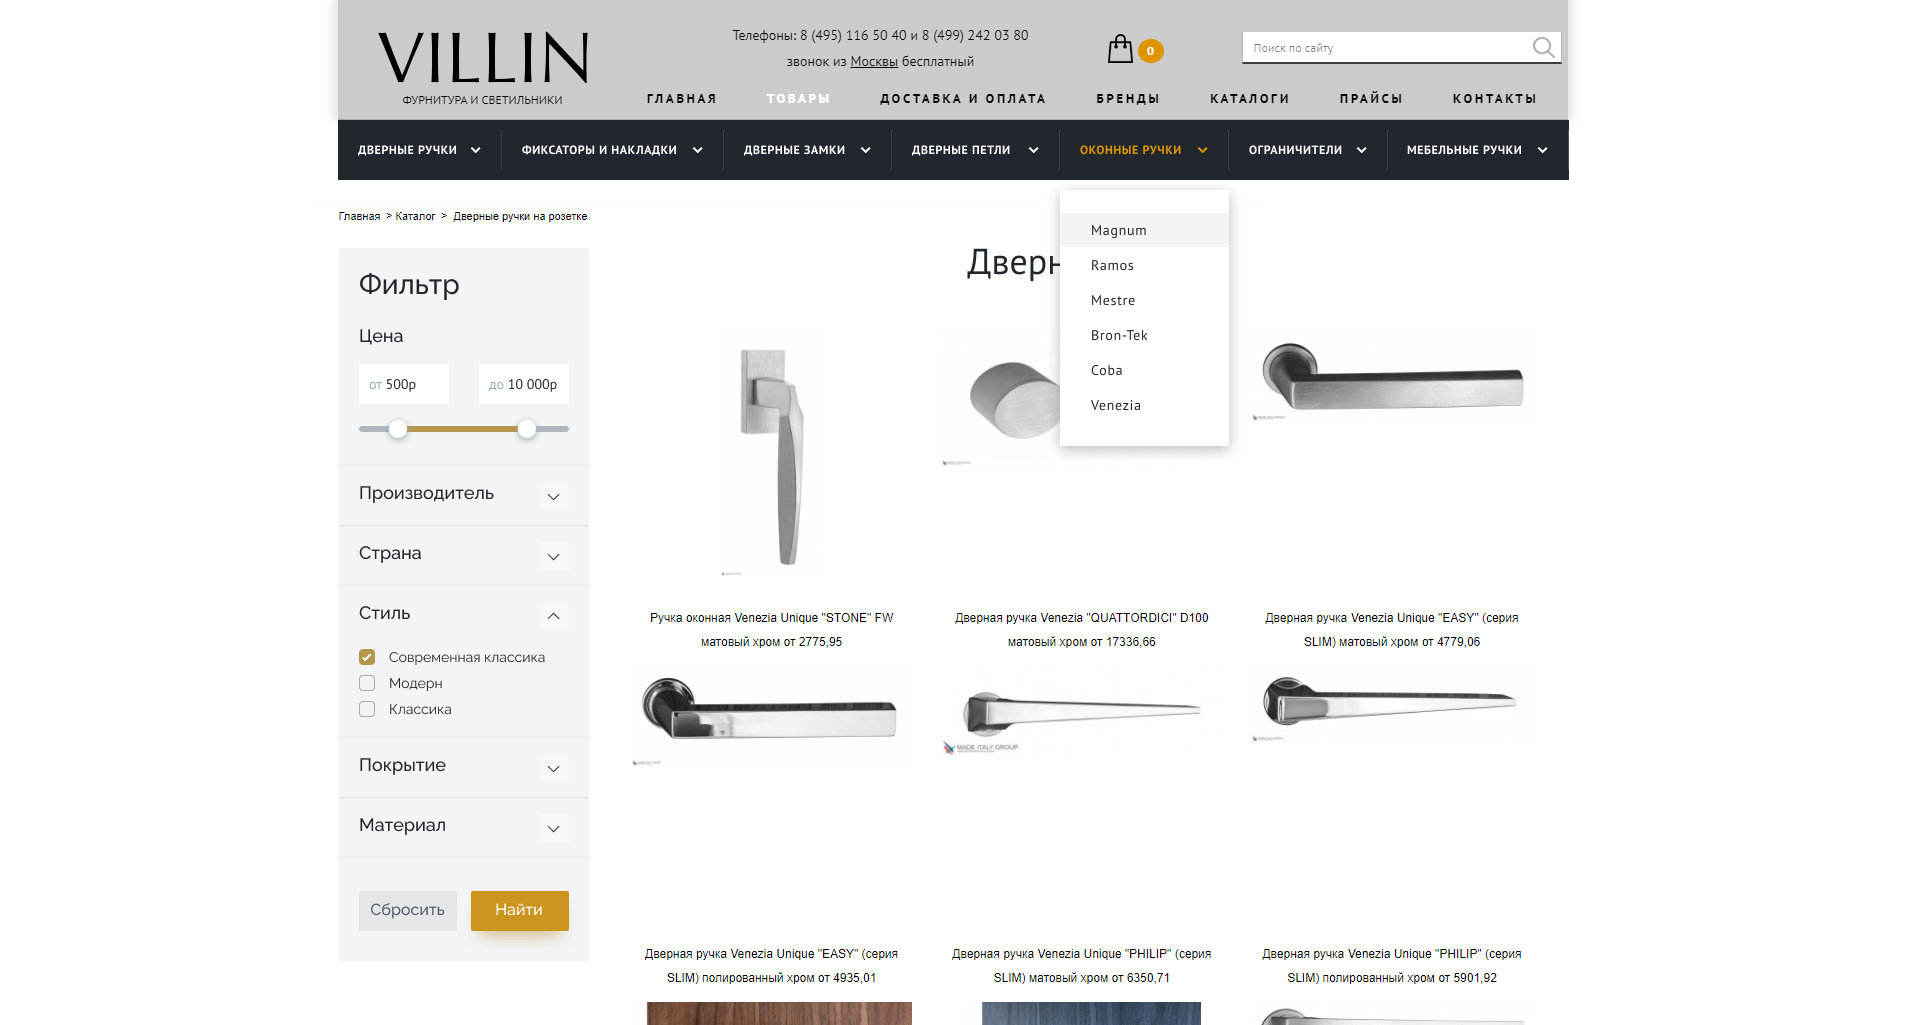 VILLIN
ФУРНИТУРА И СВЕТИЛЬНИКИ
Телефоны: 8 (495) 116 50 40 и 8 (499) 242 03 80
звонок из Москвы бесплатный
0
Поиск по сайту
ГЛАВНАЯ ТОВАРЫ ДОСТАВКА И ОПЛАТА БРЕНДЫ КАТАЛОГИ ПРАЙСЫ КОНТАКТЫ
ДВЕРНЫЕ РУЧКИ ФИКСАТОРЫ И НАКЛАДКИ ДВЕРНЫЕ ЗАМКИ ДВЕРНЫЕ ПЕТЛИ ОКОННЫЕ РУЧКИ ОГРАНИЧИТЕЛИ МЕБЕЛЬНЫЕ РУЧКИ
Главная > Каталог > Дверные ручки на розетке
Magnum
Ramos
Mestre
Bron-Tek
Coba
Venezia
Фильтр
Цена
от 500р до 10 000р
Производитель
Страна
Стиль
Современная классика
Модерн
Классика
Покрытие
Материал
Сбросить Найти
Ручка оконная Venezia Unique "STONE" FW
матовый хром от 2775,95
Дверная ручка Venezia "QUATTORDICI" D100
матовый хром от 17336,66
Дверная ручка Venezia Unique "EASY" (серия
SLIM) матовый хром от 4779,06
MADE ITALY GROUP
Дверная ручка Venezia Unique "EASY" (серия
SLIM) полированный хром от 4935,01
Дверная ручка Venezia Unique "PHILIP" (серия
SLIM) матовый хром от 6350,71
Дверная ручка Venezia Unique "PHILIP" (серия
SLIM) полированный хром от 5901,92